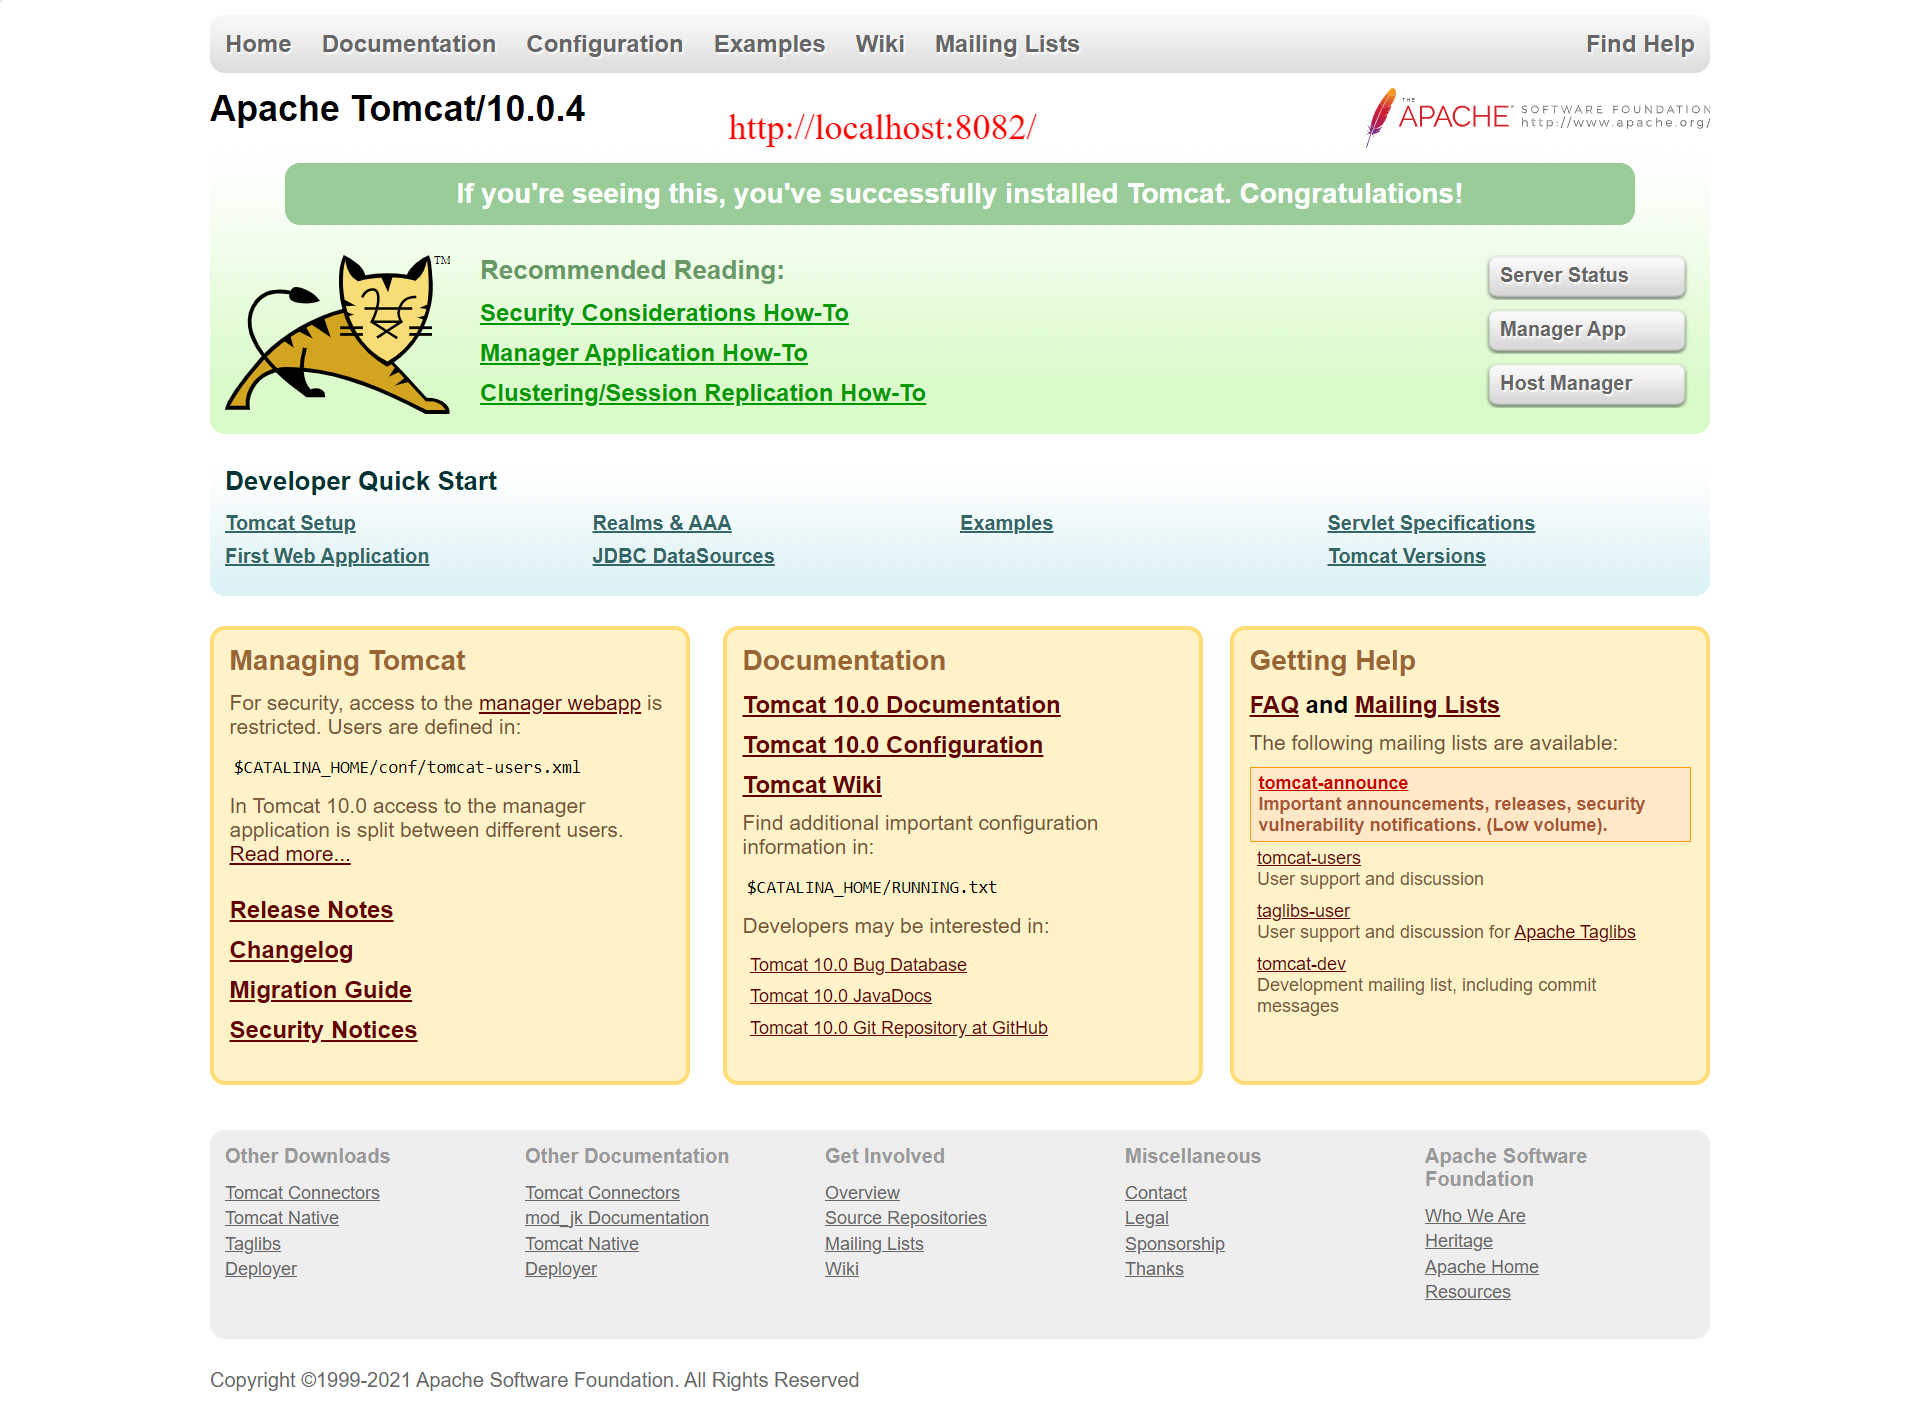 Home Documentation Configuration Examples Wiki Mailing Lists Find Help
Apache Tomcat/10.0.4
http://localhost:8082/
THE APACHE SOFTWARE FOUNDATION
http://www.apache.org/
If you're seeing this, you've successfully installed Tomcat. Congratulations!
TM
Recommended Reading:
Security Considerations How-To
Manager Application How-To
Clustering/Session Replication How-To
Server Status
Manager App
Host Manager
Developer Quick Start
Tomcat Setup
First Web Application
Realms & AAA
JDBC DataSources
Examples
Servlet Specifications
Tomcat Versions
Managing Tomcat
For security, access to the manager webapp is
restricted. Users are defined in:
$CATALINA_HOME/conf/tomcat-users.xml
In Tomcat 10.0 access to the manager
application is split between different users.
Read more...
Release Notes
Changelog
Migration Guide
Security Notices
Documentation
Tomcat 10.0 Documentation
Tomcat 10.0 Configuration
Tomcat Wiki
Find additional important configuration
information in:
$CATALINA_HOME/RUNNING.txt
Developers may be interested in:
Tomcat 10.0 Bug Database
Tomcat 10.0 JavaDocs
Tomcat 10.0 Git Repository at GitHub
Getting Help
FAQ and Mailing Lists
The following mailing lists are available:
tomcat-announce
Important announcements, releases, security
vulnerability notifications. (Low volume).
tomcat-users
User support and discussion
taglibs-user
User support and discussion for Apache Taglibs
tomcat-dev
Development mailing list, including commit
messages
Other Downloads
Tomcat Connectors
Tomcat Native
Taglibs
Deployer
Other Documentation
Tomcat Connectors
mod_jk Documentation
Tomcat Native
Deployer
Get Involved
Overview
Source Repositories
Mailing Lists
Wiki
Miscellaneous
Contact
Legal
Sponsorship
Thanks
Apache Software
Foundation
Who We Are
Heritage
Apache Home
Resources
Copyright ©1999-2021 Apache Software Foundation. All Rights Reserved